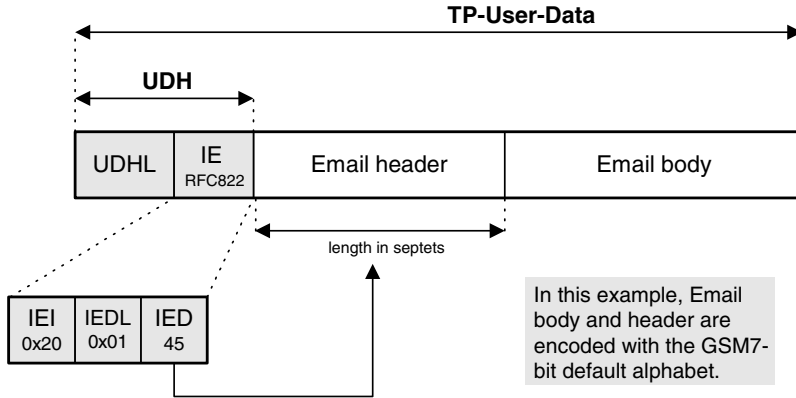 TP-User-Data
UDH
UDHL
IE
RFC822
Email header
Email body
length in septets
IEI
0x20
IEDL
0x01
IED
45
In this example, Email
body and header are
encoded with the GSM7-
bit default alphabet.